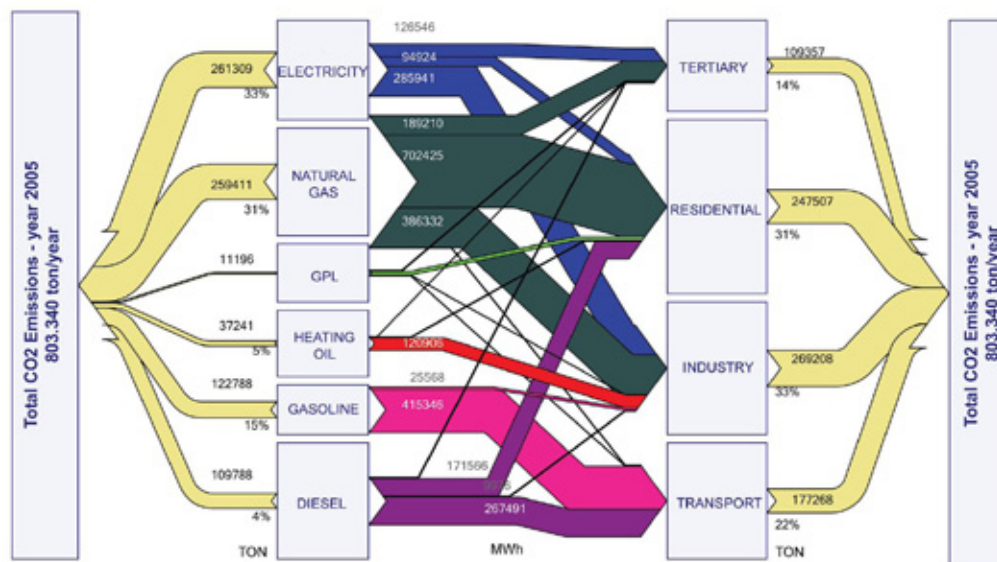 Total CO2 Emissions - year 2005
803.340 ton/year
261309
33%
259411
31%
11196
37241
5%
122788
15%
109788
4%
TON
ELECTRICITY
NATURAL
GAS
GPL
HEATING
OIL
GASOLINE
DIESEL
126546
94924
285941
189210
702425
386332
120906
25568
415346
171566
267491
MWh
TERTIARY
RESIDENTIAL
INDUSTRY
TRANSPORT
109357
14%
247507
31%
269208
33%
177268
22%
TON
Total CO2 Emissions - year 2005
803.340 ton/year